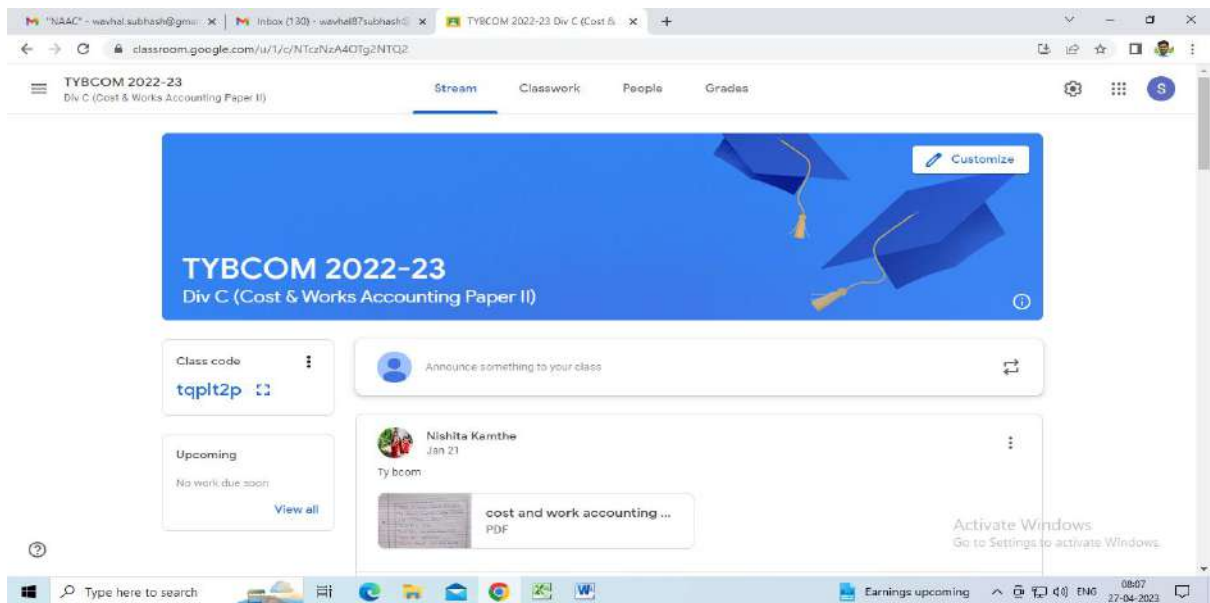 "NAAC" - wavhal.subhash@gmai
Inbox (130) - wavhal87subhash@
TYBCOM 2022-23 Div C (Cost &
classroom.google.com/u/1/c/NTczNzA4OTg2NTQ2
TYBCOM 2022-23
Div C (Cost & Works Accounting Paper II)
Stream Classwork People Grades
S
Customize
TYBCOM 2022-23
Div C (Cost & Works Accounting Paper II)
Class code
tqplt2p
Announce something to your class
Upcoming
No work due soon
View all
Nishita Kamthe
Jan 21
Ty bcom
cost and work accounting ...
PDF
Activate Windows
Go to Settings to activate Windows.
Type here to search
Earnings upcoming
ENG
08:07
27-04-2023